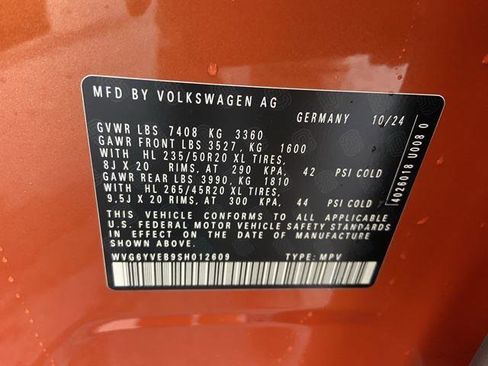 MFD BY VOLKSWAGEN AG
GERMANY 10/24
GVWR LBS 7408 KG 3360
GAWR FRONT LBS 3527, KG 1600
WITH HL 235/50R20 XL TIRES,
8J X 20 RIMS, AT 290 KPA, 42 PSI COLD
GAWR REAR LBS 3990, KG 1810
WITH HL 265/45R20 XL TIRES,
9.5J X 20 RIMS, AT 300 KPA, 44 PSI COLD
THIS VEHICLE CONFORMS TO ALL APPLICABLE
U.S. FEDERAL MOTOR VEHICLE SAFETY STANDARDS
IN EFFECT ON THE DATE OF MANUFACTURE
SHOWN ABOVE.
WVG6YVEB9SH012609 TYPE: MPV
4026018 U008 0